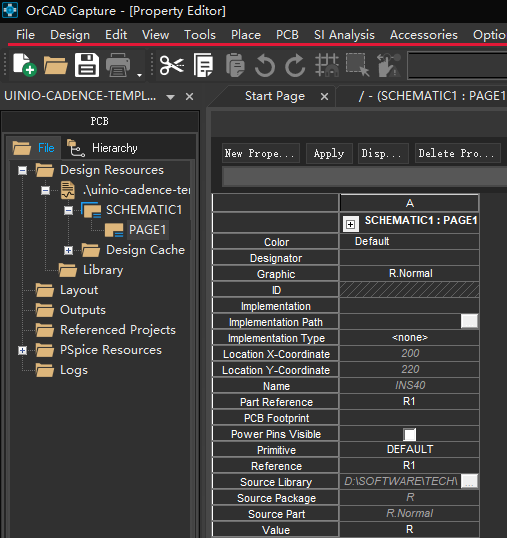 OrCAD Capture - [Property Editor]
File Design Edit View Tools Place PCB SI Analysis Accessories Optio
UINIO-CADENCE-TEMPL...
Start Page
/ - (SCHEMATIC1 : PAGE1
PCB
File Hierarchy
Design Resources
.\uinio-cadence-ter
SCHEMATIC1
PAGE1
Design Cache
Library
Layout
Outputs
Referenced Projects
PSpice Resources
Logs
New Prope... Apply Disp... Delete Pro...
A
SCHEMATIC1 : PAGE1
Color Default
Designator
Graphic R.Normal
ID
Implementation
Implementation Path
Implementation Type <none>
Location X-Coordinate 200
Location Y-Coordinate 220
Name INS40
Part Reference R1
PCB Footprint
Power Pins Visible
Primitive DEFAULT
Reference R1
Source Library D:\SOFTWARE\TECH\ ...
Source Package R
Source Part R.Normal
Value R